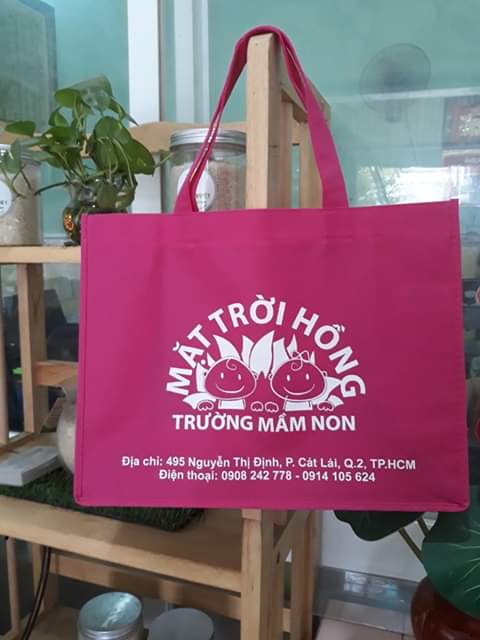 MẶT TRỜI HỒNG
TRƯỜNG MẦM NON
Địa chỉ: 495 Nguyễn Thị Định, P. Cát Lái, Q.2, TP.HCM
Điện thoại: 0908 242 778 - 0914 105 624